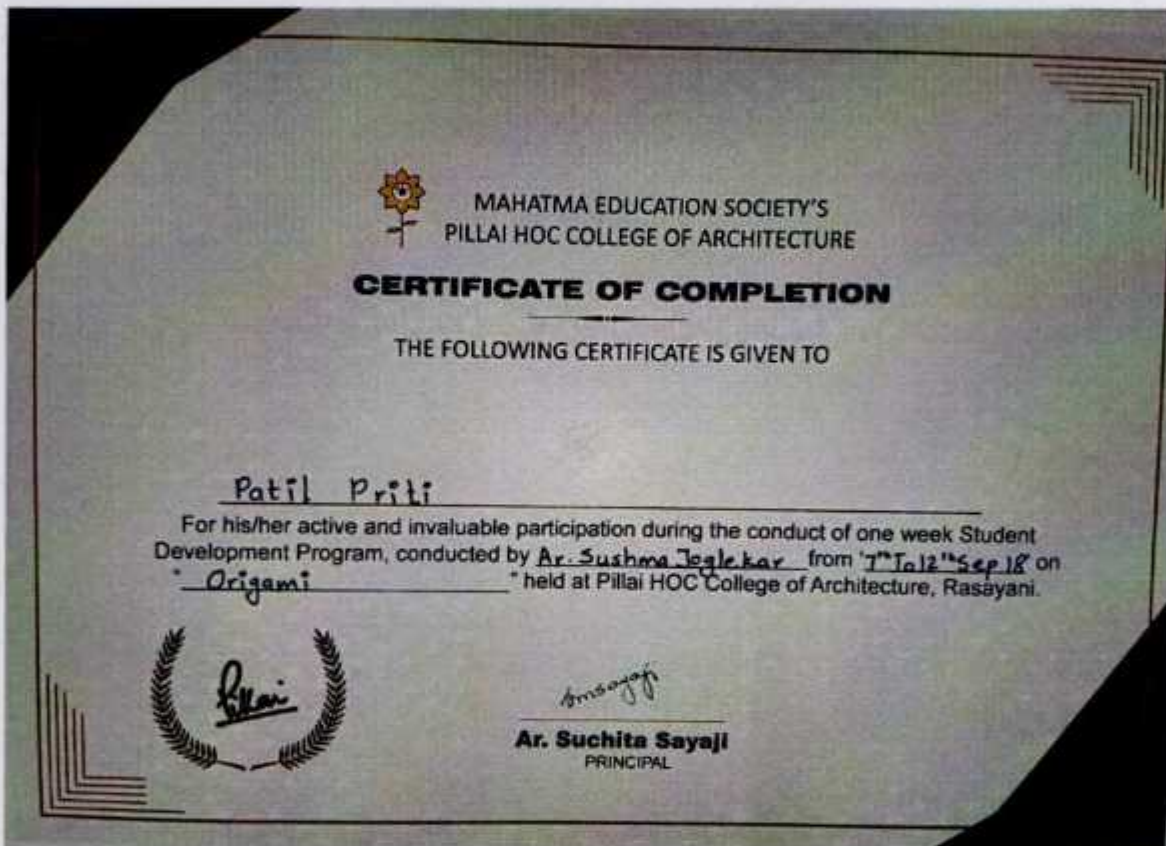 MAHATMA EDUCATION SOCIETY'S
PILLAI HOC COLLEGE OF ARCHITECTURE
CERTIFICATE OF COMPLETION
THE FOLLOWING CERTIFICATE IS GIVEN TO
Patil Priti
For his/her active and invaluable participation during the conduct of one week Student
Development Program, conducted by Ar. Sushma Joglekar from 7th To 12th Sep 18 on
" Origami " held at Pillai HOC College of Architecture, Rasayani.
Pillai
smsayaji
Ar. Suchita Sayaji
PRINCIPAL